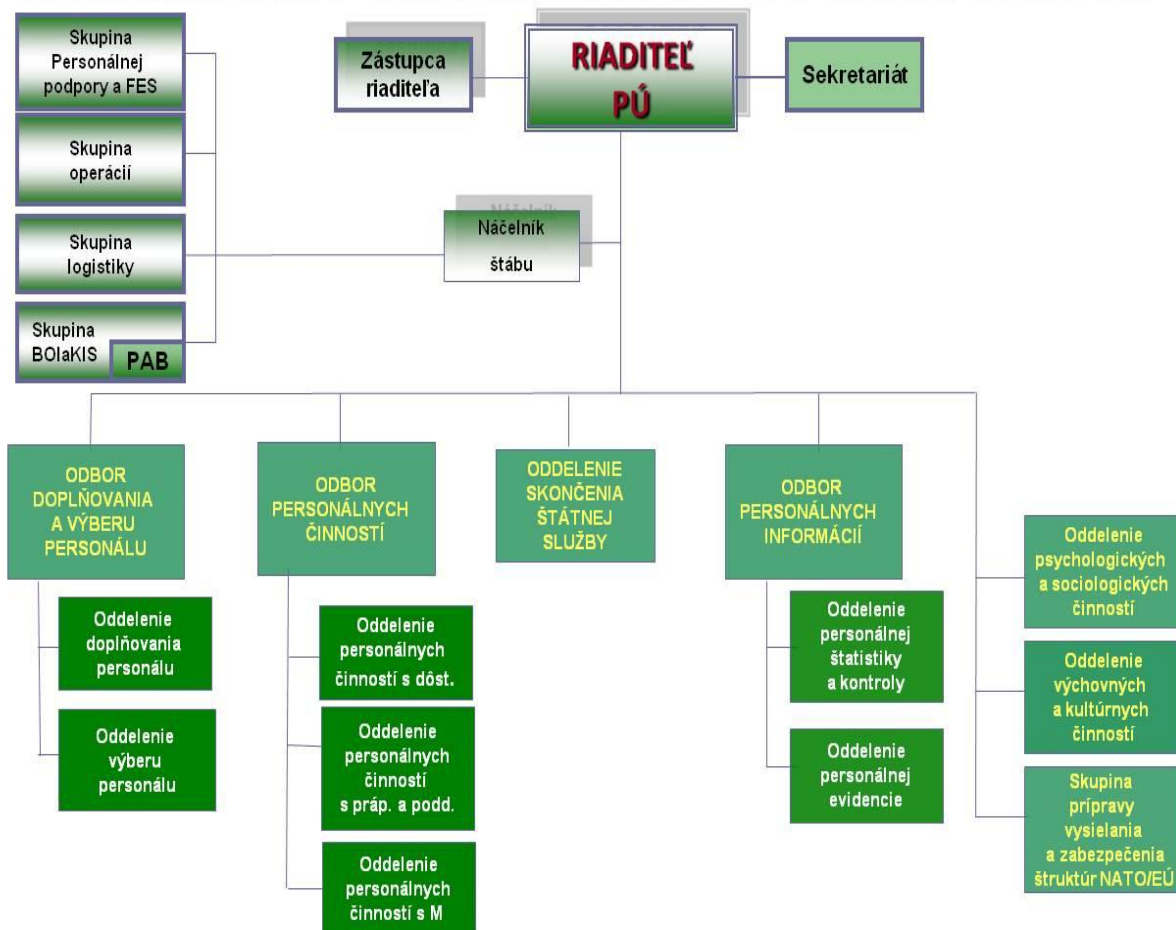 Skupina
Personálnej
podpory a FES
Zástupca
riaditeľa
RIADITEĽ
PÚ
Sekretariát
Skupina
operácií
Skupina
logistiky
Náčelník
Náčelník
štábu
Skupina
BOIaKIS
PAB
ODBOR
DOPLŇOVANIA
A VÝBERU
PERSONÁLU
Oddelenie
doplňovania
personálu
Oddelenie
výberu
personálu
ODBOR
PERSONÁLNYCH
ČINNOSTÍ
Oddelenie
personálnych
činností s dôst.
Oddelenie
personálnych
činností
s práp. a podd.
Oddelenie
personálnych
činností s M
ODDELENIE
SKONČENIA
ŠTÁTNEJ
SLUŽBY
ODBOR
PERSONÁLNYCH
INFORMÁCIÍ
Oddelenie
personálnej
štatistiky
a kontroly
Oddelenie
personálnej
evidencie
Oddelenie
psychologických
a sociologických
činností
Oddelenie
výchovných
a kultúrnych
činností
Skupina
prípravy
vysielania
a zabezpečenia
štruktúr NATO/EÚ